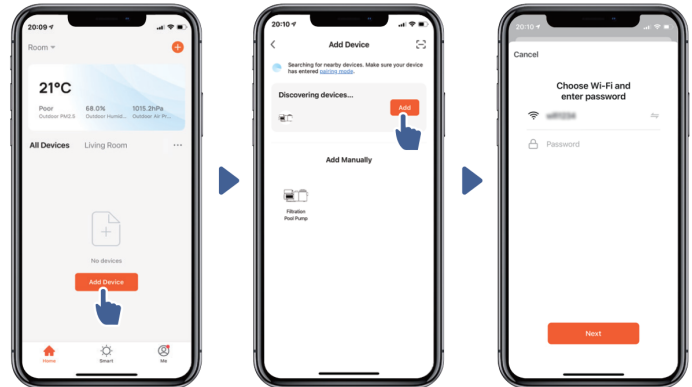 20:09
Room
21°C
Poor
Outdoor PM2.5
68.0%
Outdoor Humid...
1015.2hPa
Outdoor Air Pr...
All Devices
Living Room
No devices
Add Device
Home
Smart
Me
20:10
Add Device
Searching for nearby devices. Make sure your device
has entered pairing mode.
Discovering devices...
Add
Add Manually
Filtration
Pool Pump
20:10
Cancel
Choose Wi-Fi and
enter password
Password
Next